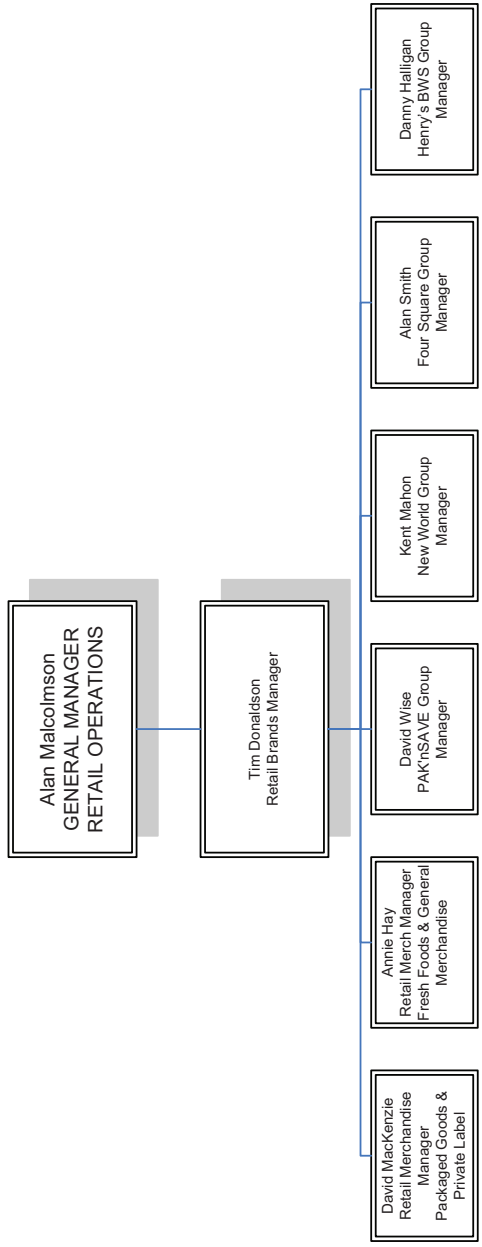 Alan Malcolmson
GENERAL MANAGER
RETAIL OPERATIONS
Tim Donaldson
Retail Brands Manager
David MacKenzie
Retail Merchandise
Manager
Packaged Goods &
Private Label
Annie Hay
Retail Merch Manager
Fresh Foods & General
Merchandise
David Wise
PAK'nSAVE Group
Manager
Kent Mahon
New World Group
Manager
Alan Smith
Four Square Group
Manager
Danny Halligan
Henry's BWS Group
Manager